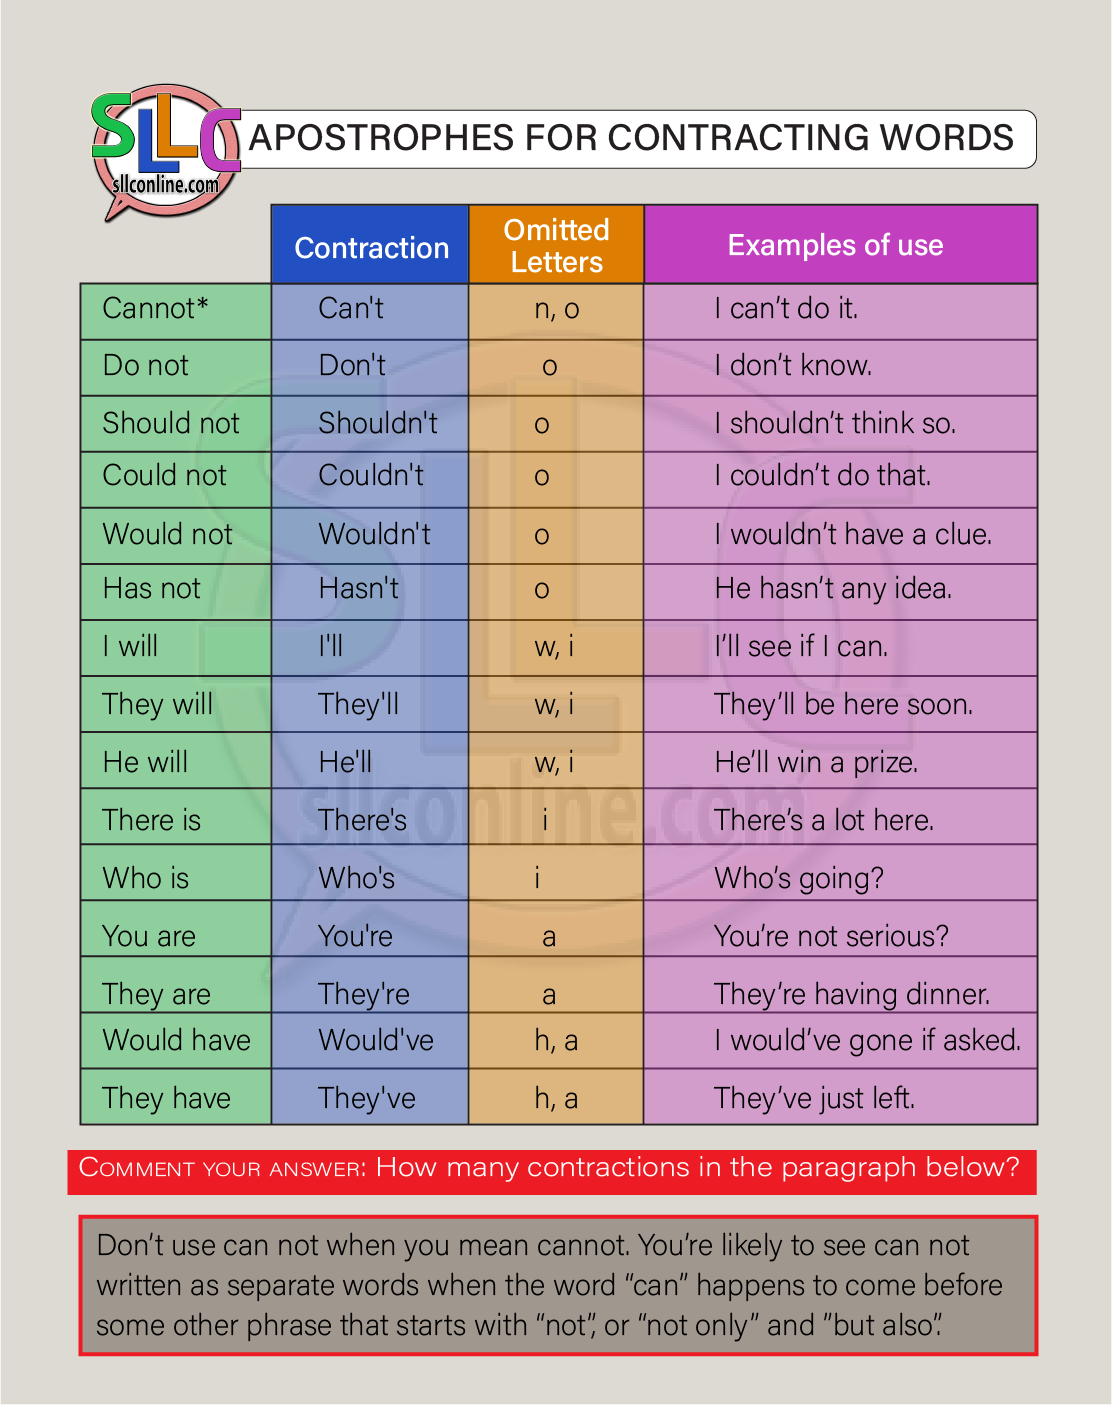 SLLC
sllconline.com
APOSTROPHES FOR CONTRACTING WORDS
Contraction Omitted Letters Examples of use
Cannot* Can't n, o I can’t do it.
Do not Don't o I don’t know.
Should not Shouldn't o I shouldn’t think so.
Could not Couldn't o I couldn’t do that.
Would not Wouldn't o I wouldn’t have a clue.
Has not Hasn't o He hasn’t any idea.
I will I'll w, i I’ll see if I can.
They will They'll w, i They’ll be here soon.
He will He'll w, i He’ll win a prize.
There is There's i There’s a lot here.
Who is Who's i Who’s going?
You are You're a You’re not serious?
They are They're a They’re having dinner.
Would have Would've h, a I would’ve gone if asked.
They have They've h, a They’ve just left.
SLLC
sllconline.com
COMMENT YOUR ANSWER: How many contractions in the paragraph below?
Don’t use can not when you mean cannot. You’re likely to see can not
written as separate words when the word “can” happens to come before
some other phrase that starts with “not”, or “not only” and ”but also”.